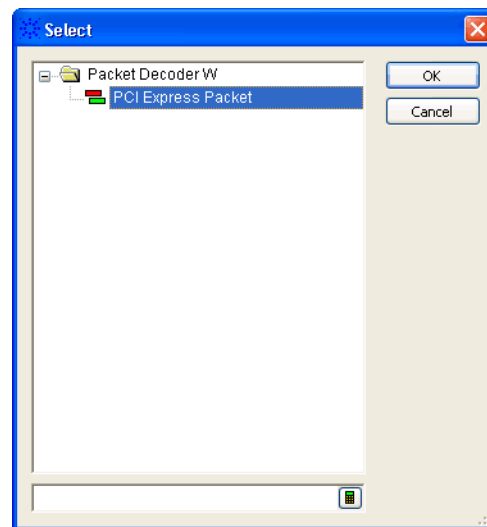 Select
Packet Decoder W
PCI Express Packet
OK
Cancel